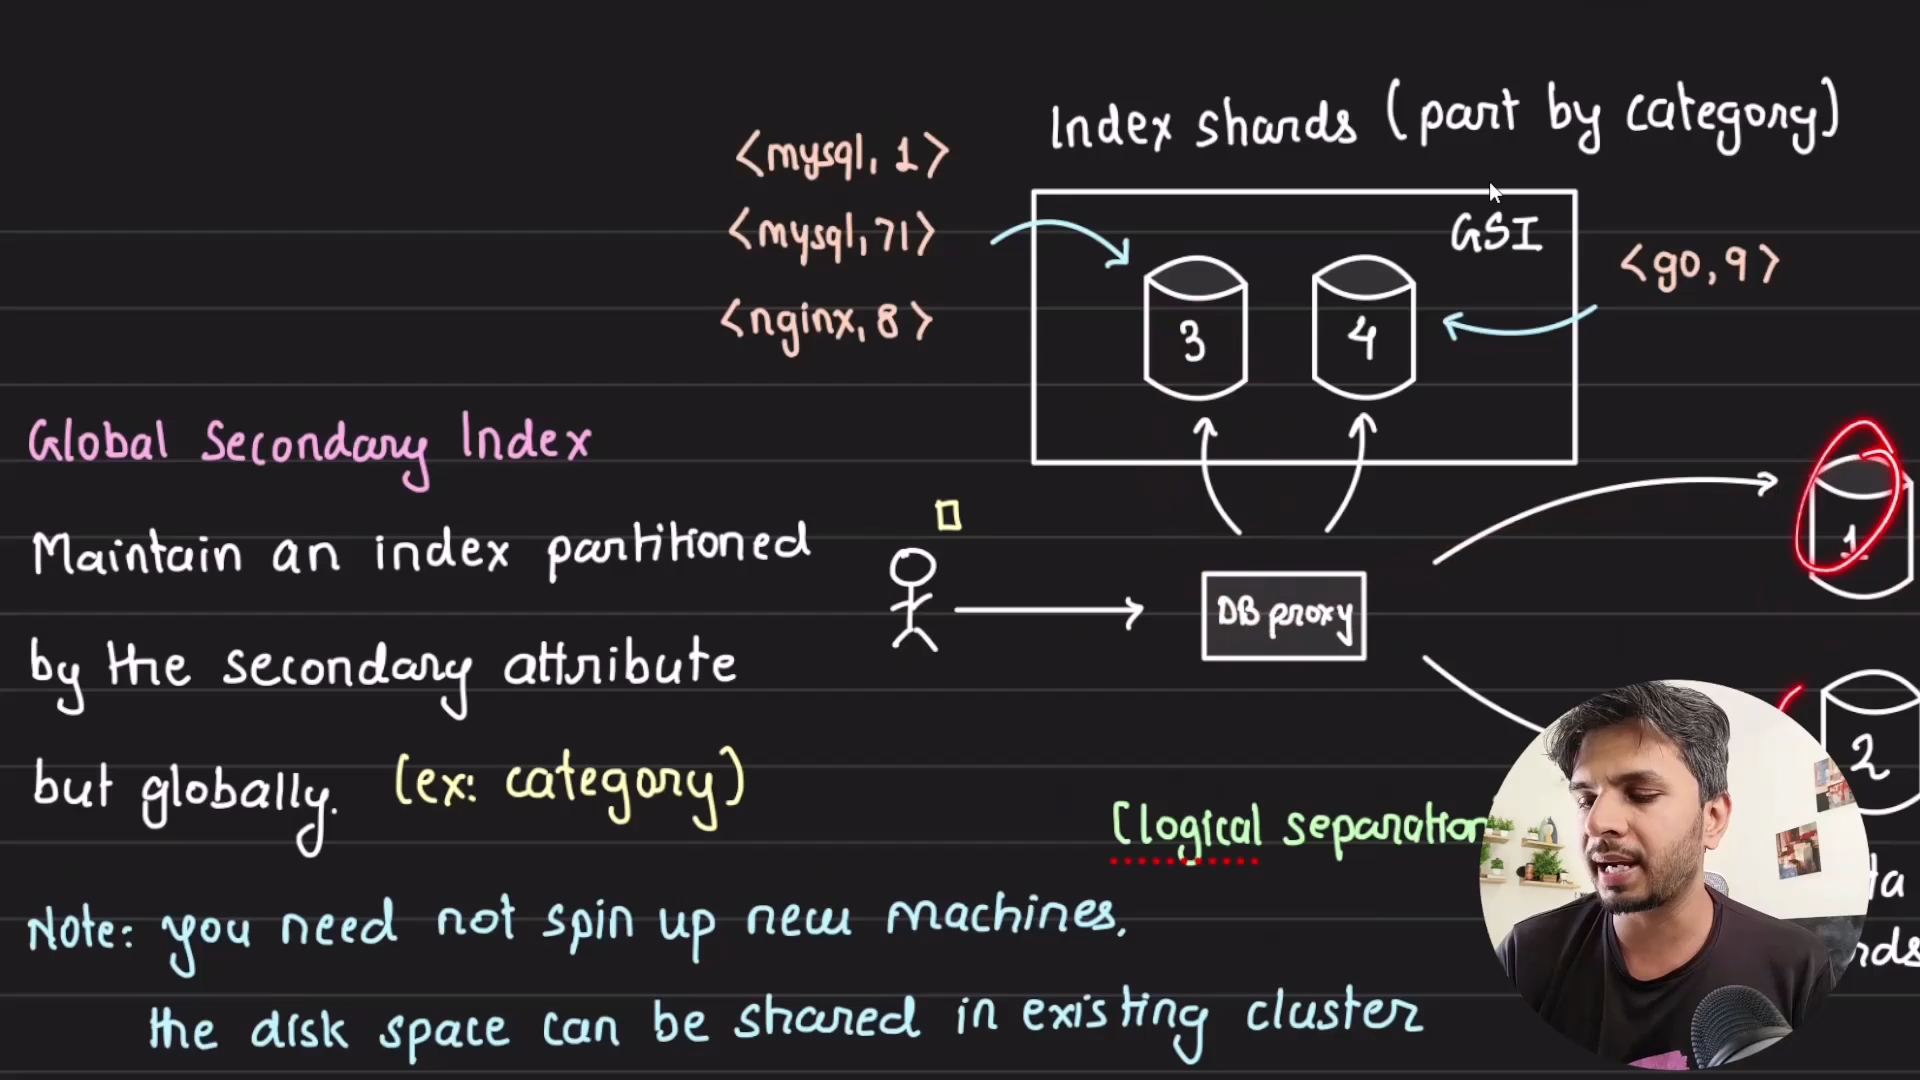 Index shards (part by category)
<mysql, 1>
<mysql, 71>
<nginx, 8>
GSI
<go, 9>
3
4
Global Secondary Index
Maintain an index partitioned
by the secondary attribute
but globally. (ex: category)
DB proxy
1
2
(logical separation
Note: you need not spin up new machines.
the disk space can be shared in existing cluster